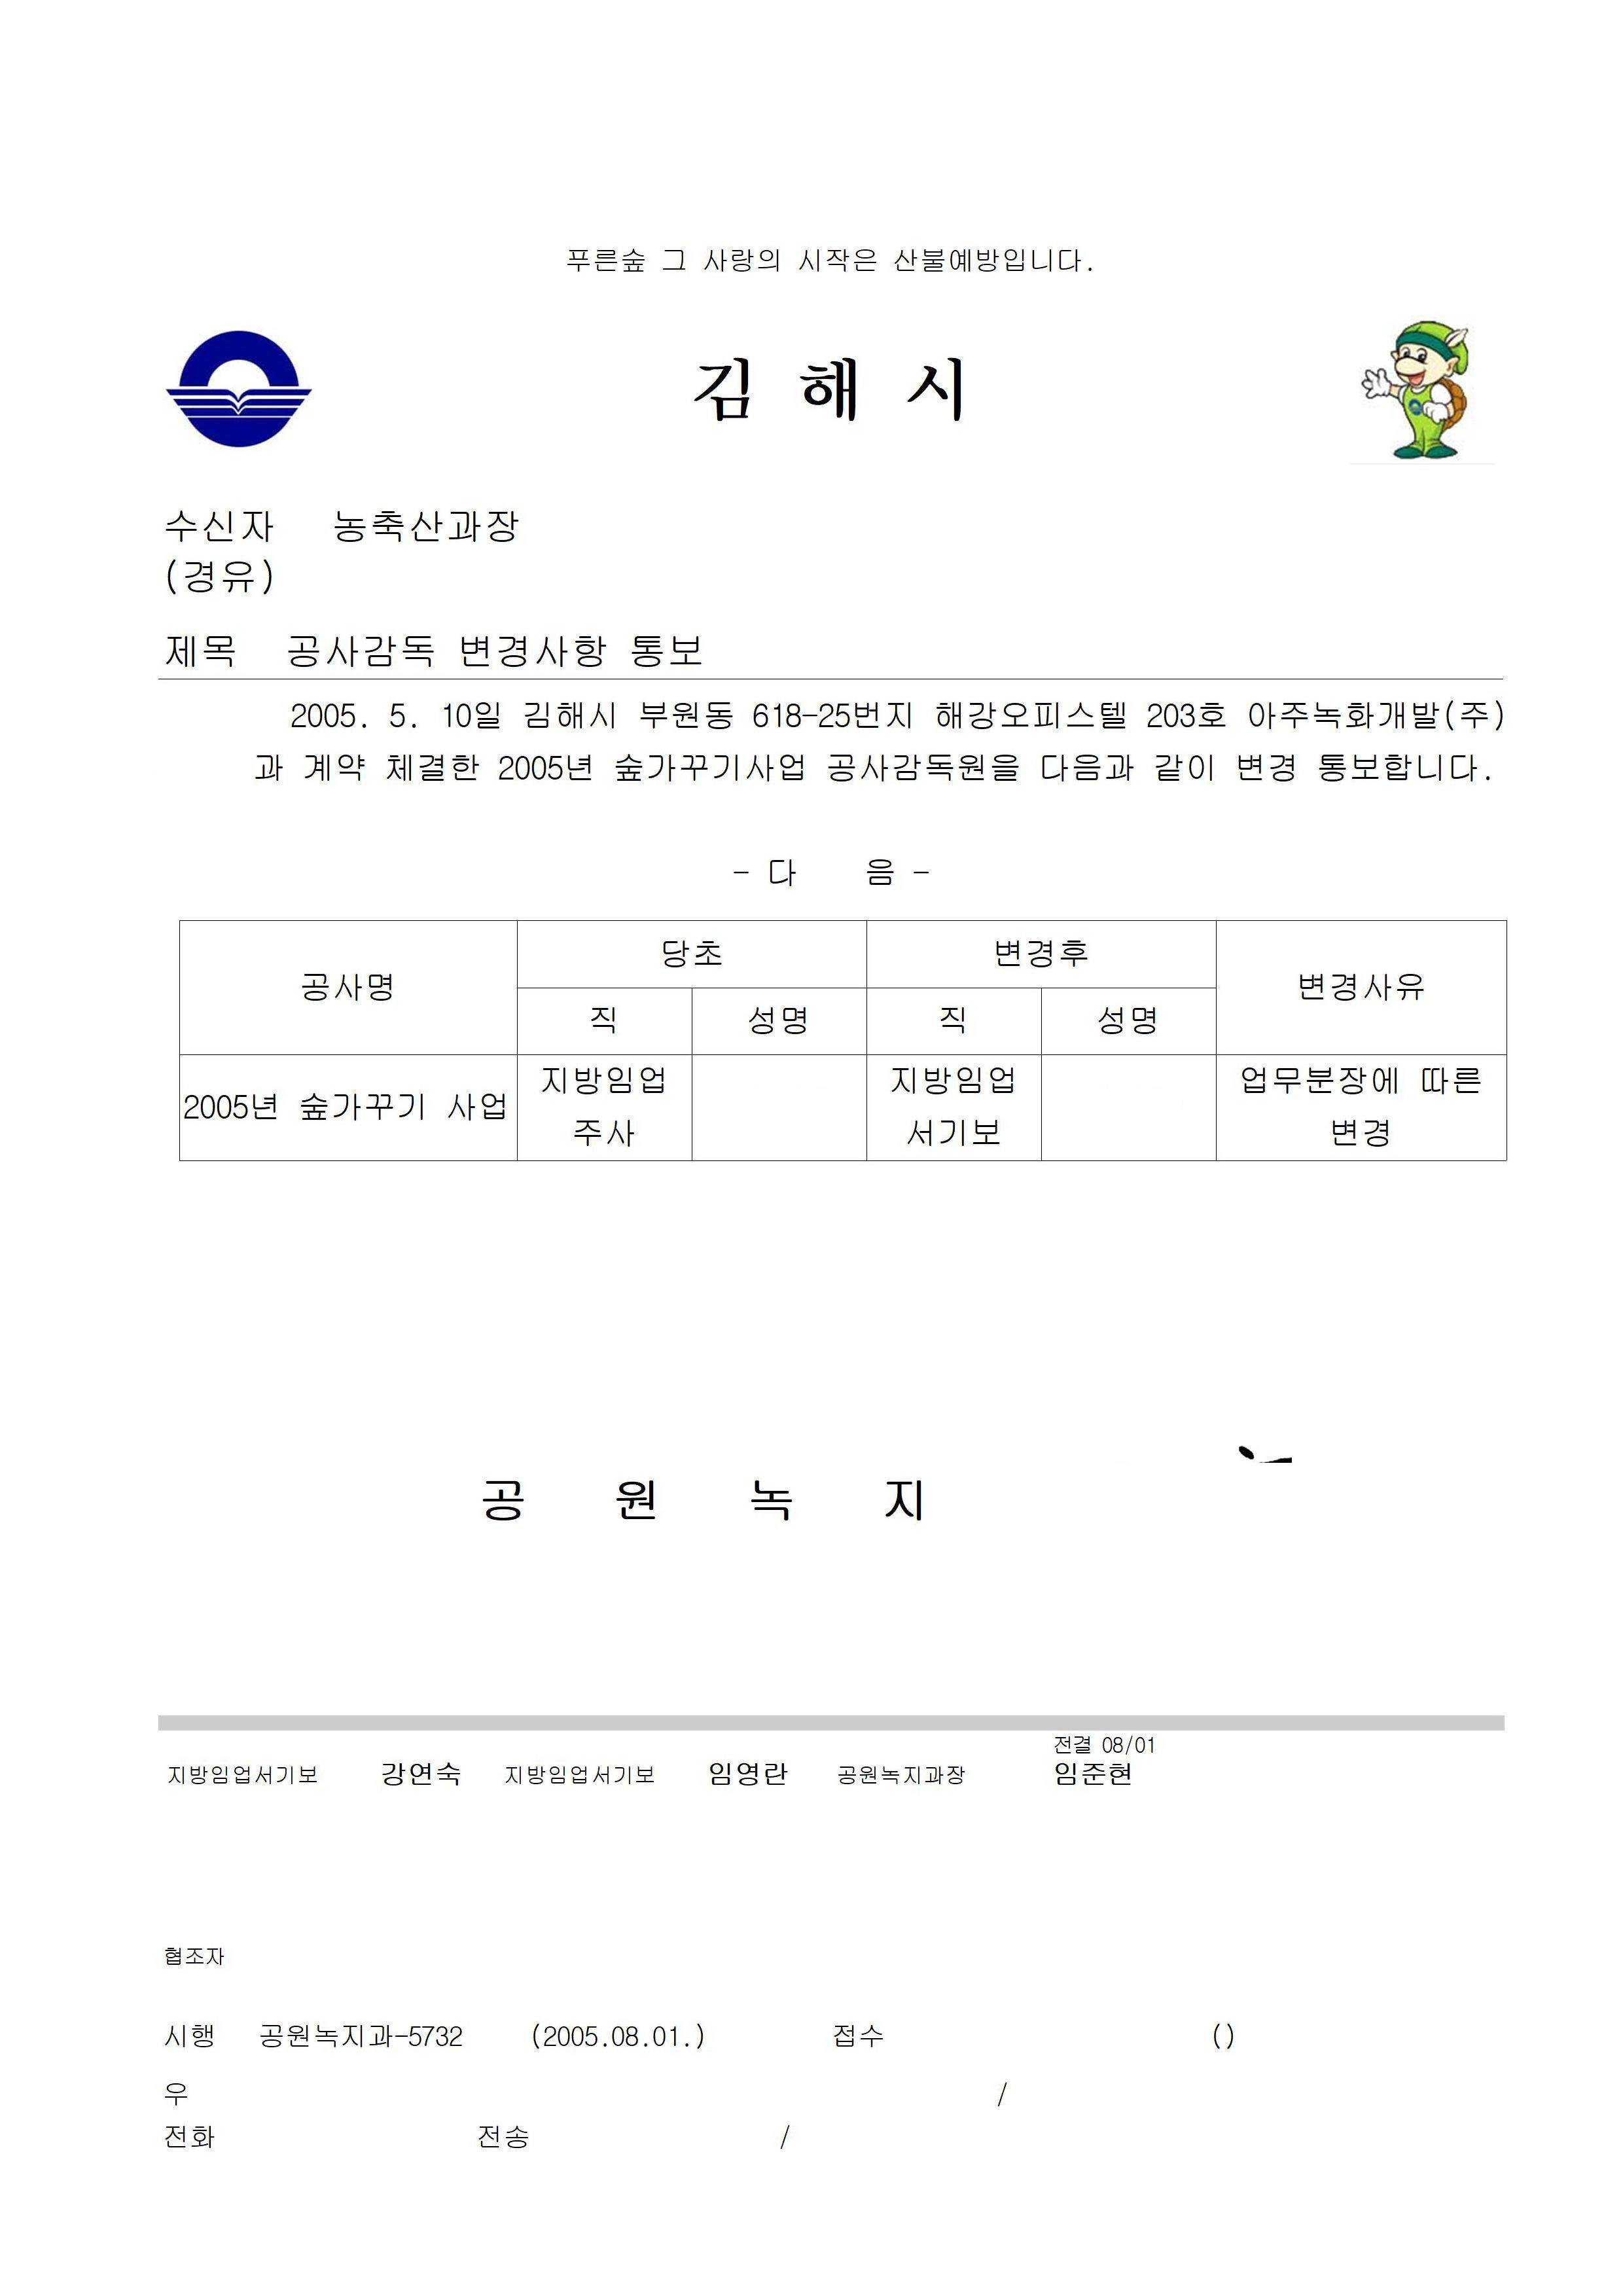 푸른숲 그 사랑의 시작은 산불예방입니다.
김 해 시
수신자 농축산과장
(경유)
제목 공사감독 변경사항 통보
2005. 5. 10일 김해시 부원동 618-25번지 해강오피스텔 203호 아주녹화개발(주)
과 계약 체결한 2005년 숲가꾸기사업 공사감독원을 다음과 같이 변경 통보합니다.
- 다 음 -
공사명 당초 변경후 변경사유
직 성명 직 성명
2005년 숲가꾸기 사업 지방임업 지방임업 업무분장에 따른
주사 서기보 변경
공 원 녹 지
전결 08/01
지방임업서기보 강연숙 지방임업서기보 임영란 공원녹지과장 임준현
협조자
시행 공원녹지과-5732 (2005.08.01.) 접수 ()
우 /
전화 전송 /